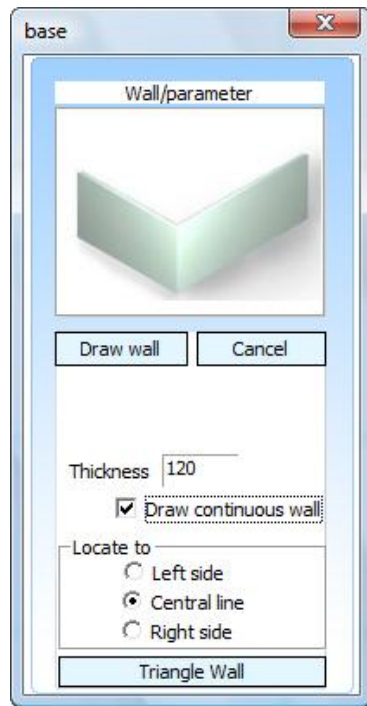 base
Wall/parameter
Draw wall Cancel
Thickness 120
Draw continuous wall
Locate to
Left side
Central line
Right side
Triangle Wall